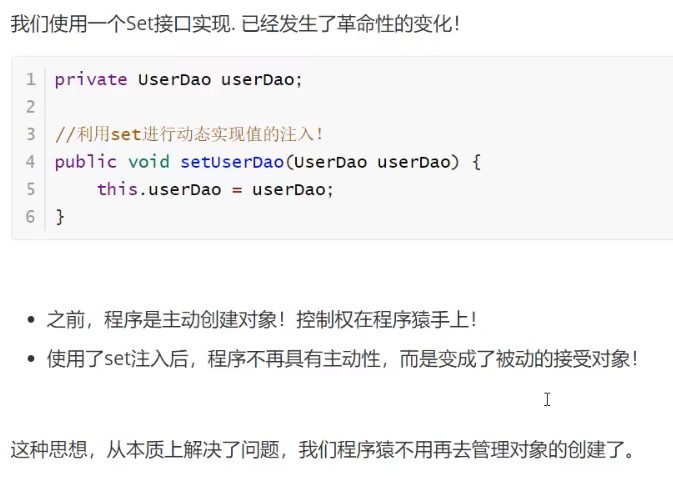 我们使用一个Set接口实现. 已经发生了革命性的变化！
1 private UserDao userDao;
2
3 //利用set进行动态实现值的注入！
4 public void setUserDao(UserDao userDao) {
5     this.userDao = userDao;
6 }
• 之前，程序是主动创建对象！控制权在程序猿手上！
• 使用了set注入后，程序不再具有主动性，而是变成了被动的接受对象！
这种思想，从本质上解决了问题，我们程序猿不用再去管理对象的创建了。